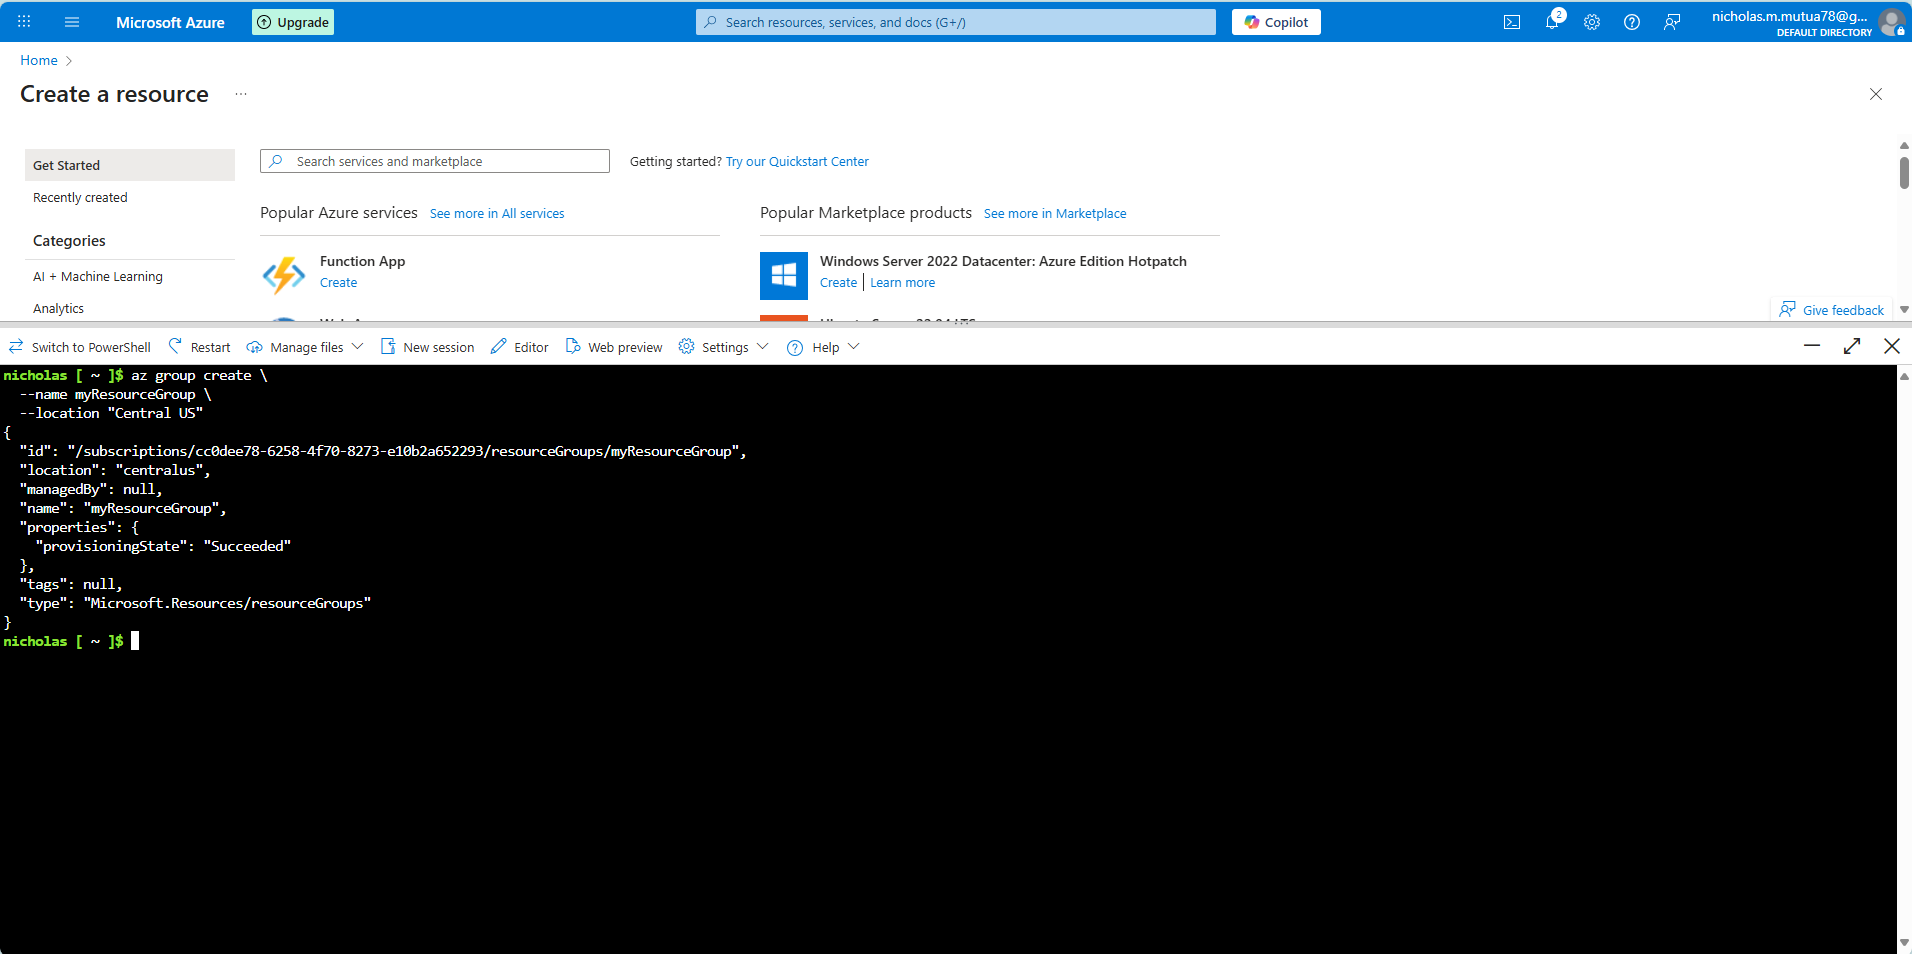 Microsoft Azure
Upgrade
Search resources, services, and docs (G+/)
Copilot
2
nicholas.m.mutua78@g...
DEFAULT DIRECTORY
Home >
Create a resource ...
Get Started
Recently created
Categories
AI + Machine Learning
Analytics
Search services and marketplace
Getting started? Try our Quickstart Center
Popular Azure services See more in All services
Function App
Create
Popular Marketplace products See more in Marketplace
Windows Server 2022 Datacenter: Azure Edition Hotpatch
Create | Learn more
Give feedback
Switch to PowerShell Restart Manage files New session Editor Web preview Settings Help
nicholas [ ~ ]$ az group create \
--name myResourceGroup \
--location "Central US"
{
"id": "/subscriptions/cc0dee78-6258-4f70-8273-e10b2a652293/resourceGroups/myResourceGroup",
"location": "centralus",
"managedBy": null,
"name": "myResourceGroup",
"properties": {
"provisioningState": "Succeeded"
},
"tags": null,
"type": "Microsoft.Resources/resourceGroups"
}
nicholas [ ~ ]$